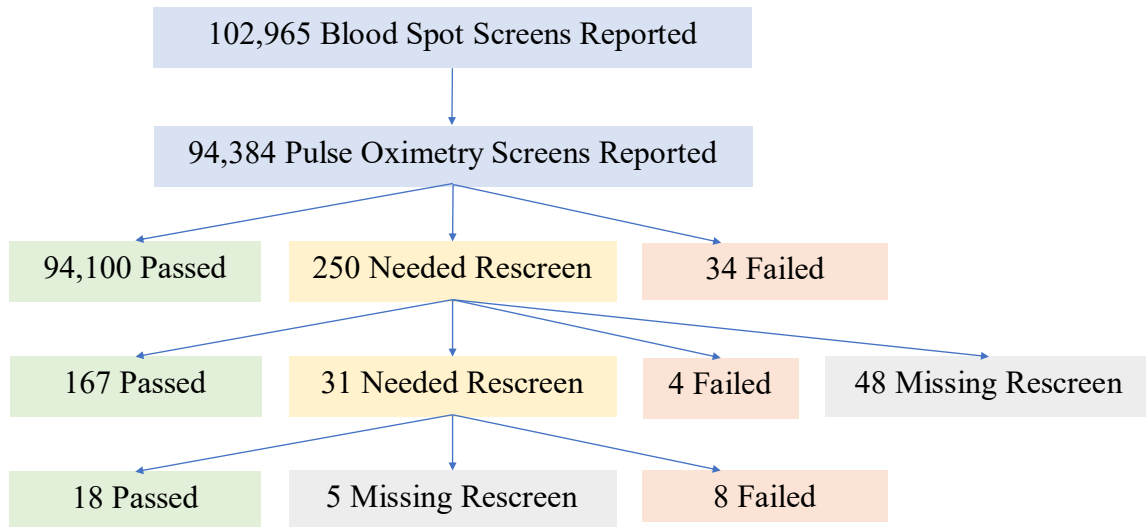 102,965 Blood Spot Screens Reported
94,384 Pulse Oximetry Screens Reported
94,100 Passed
250 Needed Rescreen
34 Failed
167 Passed
31 Needed Rescreen
4 Failed
48 Missing Rescreen
18 Passed
5 Missing Rescreen
8 Failed